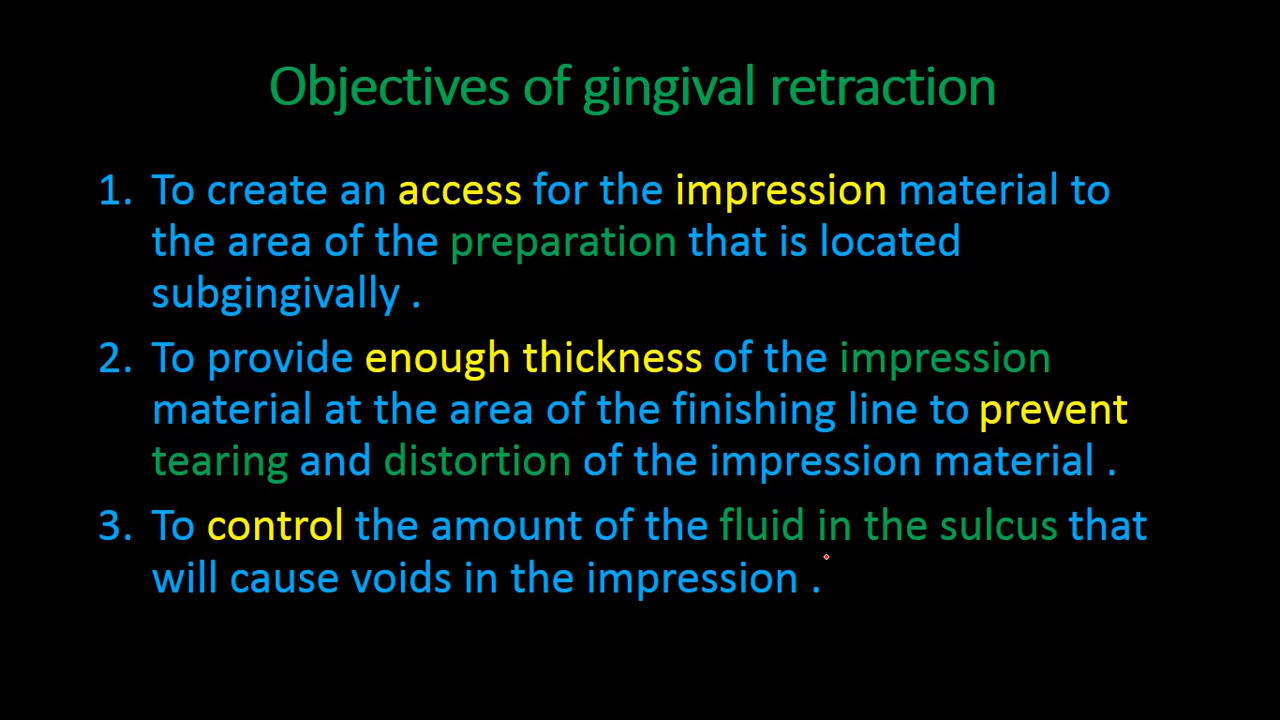 Objectives of gingival retraction
1. To create an access for the impression material to
the area of the preparation that is located
subgingivally .
2. To provide enough thickness of the impression
material at the area of the finishing line to prevent
tearing and distortion of the impression material .
3. To control the amount of the fluid in the sulcus that
will cause voids in the impression .